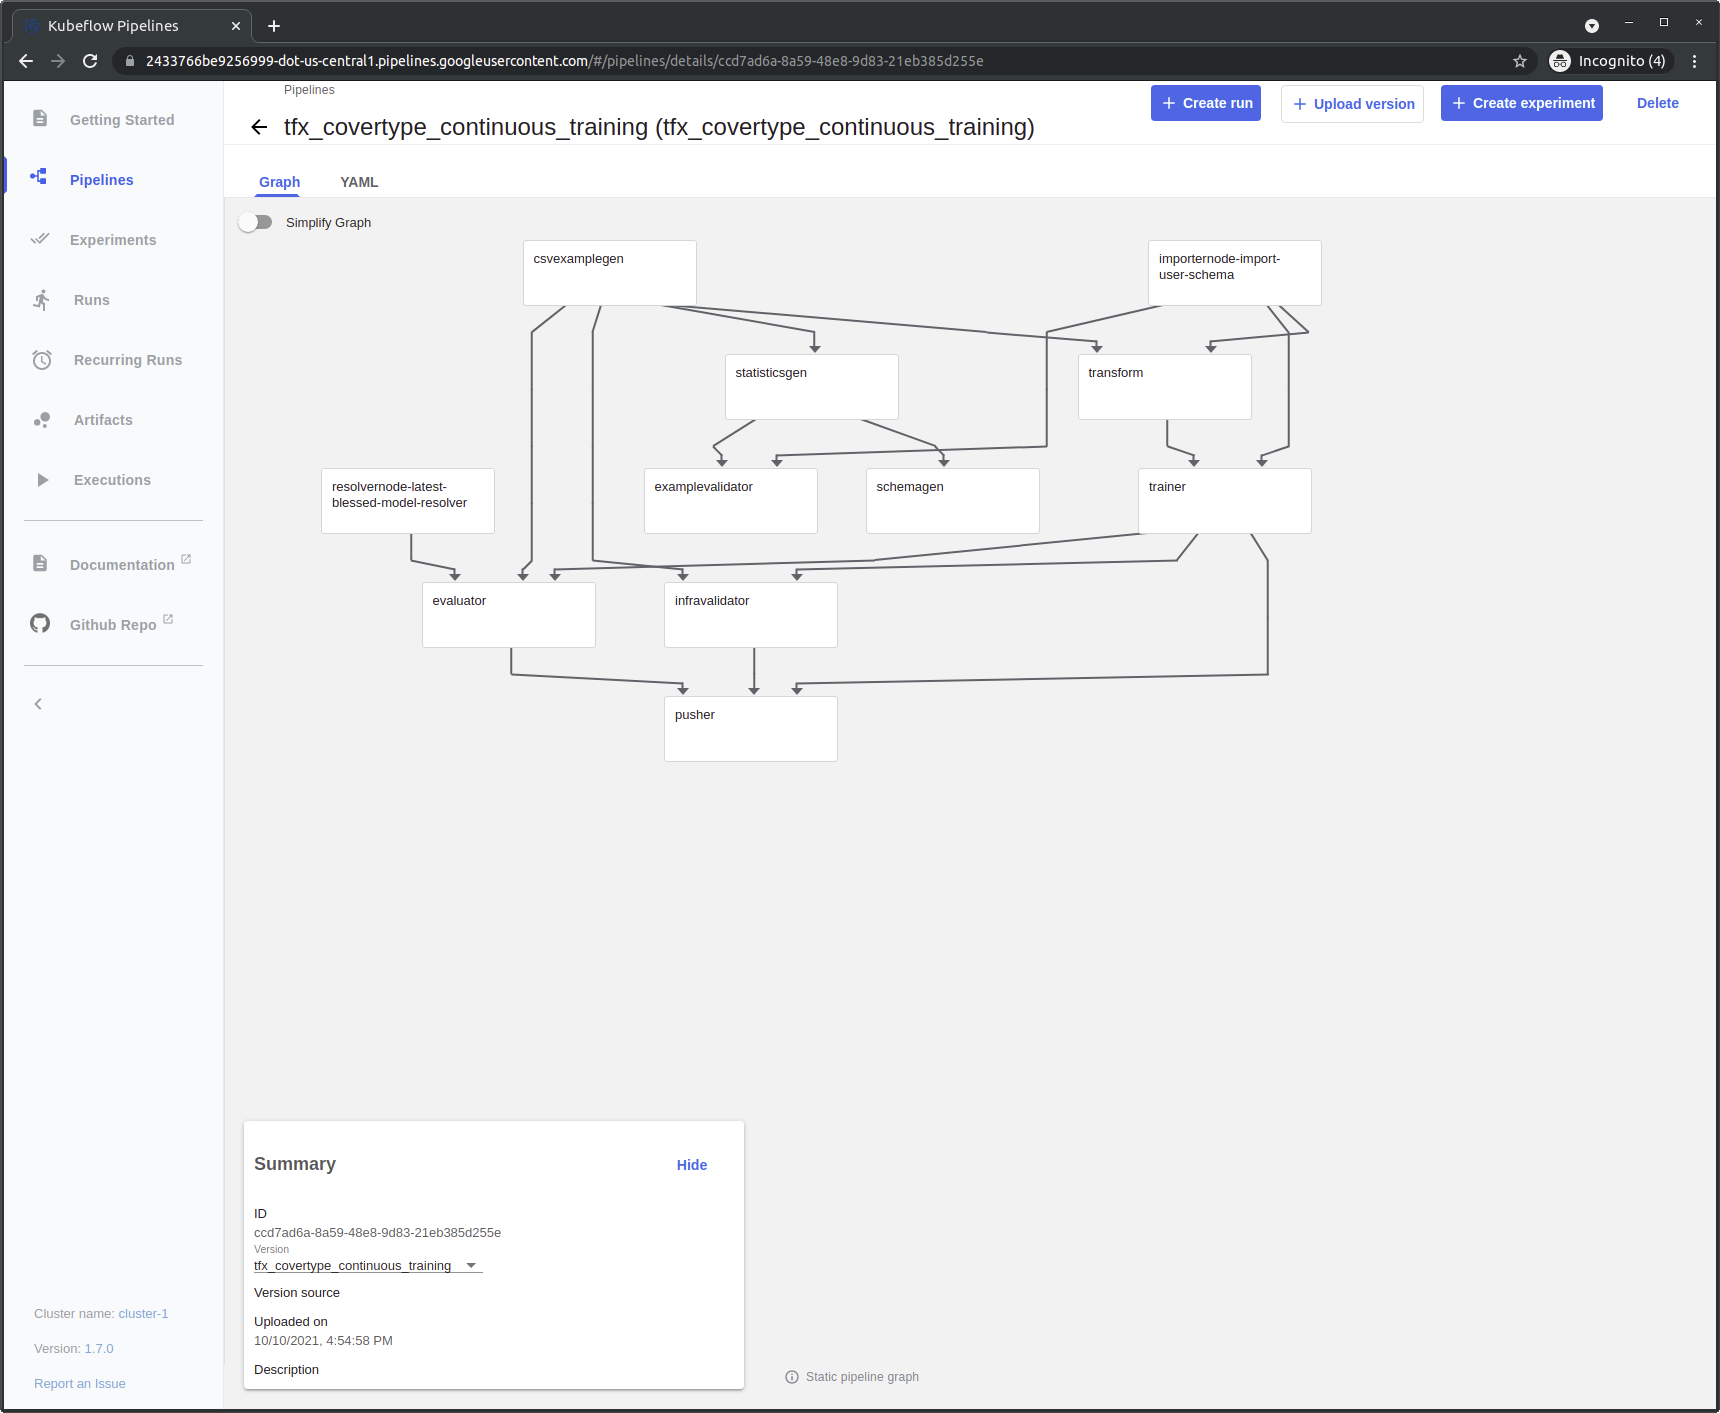 Kubeflow Pipelines
2433766be9256999-dot-us-central1.pipelines.googleusercontent.com/#/pipelines/details/ccd7ad6a-8a59-48e8-9d83-21eb385d255e
Incognito (4)
Getting Started
Pipelines
Experiments
Runs
Recurring Runs
Artifacts
Executions
Documentation
Github Repo
Cluster name: cluster-1
Version: 1.7.0
Report an Issue
Pipelines
tfx_covertype_continuous_training (tfx_covertype_continuous_training)
+ Create run
+ Upload version
+ Create experiment
Delete
Graph
YAML
Simplify Graph
csvexamplegen
importernode-import-
user-schema
statisticsgen
transform
resolvernode-latest-
blessed-model-resolver
examplevalidator
schemagen
trainer
evaluator
infravalidator
pusher
Summary
Hide
ID
ccd7ad6a-8a59-48e8-9d83-21eb385d255e
Version
tfx_covertype_continuous_training
Version source
Uploaded on
10/10/2021, 4:54:58 PM
Description
Static pipeline graph